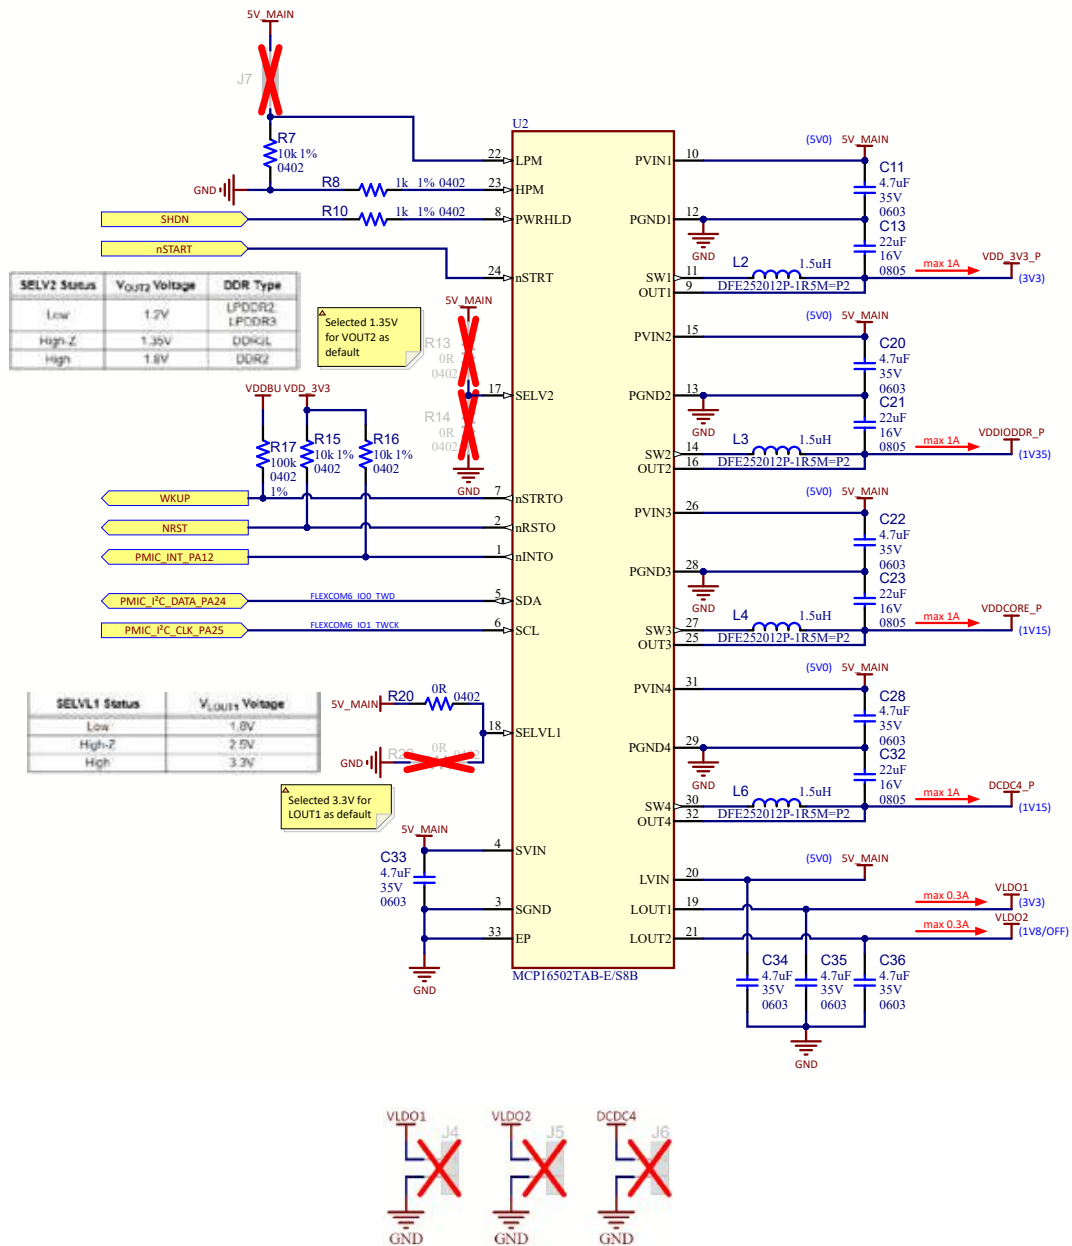 5V_MAIN
J7
R7
10k 1%
0402
GND
R8 1k 1% 0402
SHDN
R10 1k 1% 0402
nSTART
U2
22 LPM
23 HPM
8 PWRHLD
24 nSTRT
SELV2 Status VOUT2 Voltage DDR Type
Low 1.2V LPDDR2 LPDDR3
High-Z 1.35V DDR3L
High 1.8V DDR2
Selected 1.35V
for VOUT2 as
default
5V_MAIN
R13
0R
0402
17 SELV2
R14
0R
0402
GND
VDDBU VDD_3V3
R17
100k
0402
1%
R15
10k 1%
0402
R16
10k 1%
0402
WKUP
7 nSTRTO
NRST
2 nRSTO
PMIC_INT_PA12
1 nINTO
PMIC_I²C_DATA_PA24 FLEXCOM6_IO0_TWD
5 SDA
PMIC_I²C_CLK_PA25 FLEXCOM6_IO1_TWCK
6 SCL
SELVL1 Status VLOUT1 Voltage
Low 1.8V
High-Z 2.5V
High 3.3V
5V_MAIN R20 0R 0402
18 SELVL1
GND 0R
Selected 3.3V for
LOUT1 as default
5V_MAIN
C33
4.7uF
35V
0603
4 SVIN
3 SGND
33 EP
GND
MCP16502TAB-E/S8B
PVIN1 10 (5V0) 5V_MAIN
C11
4.7uF
35V
0603
PGND1 12
GND
C13
22uF
16V
0805
SW1 11 L2 1.5uH
OUT1 9 DFE252012P-1R5M=P2
max 1A VDD_3V3_P
(3V3)
PVIN2 15 (5V0) 5V_MAIN
C20
4.7uF
35V
0603
PGND2 13
GND
C21
22uF
16V
0805
SW2 14 L3 1.5uH
OUT2 16 DFE252012P-1R5M=P2
max 1A VDDIODDR_P
(1V35)
PVIN3 26 (5V0) 5V_MAIN
C22
4.7uF
35V
0603
PGND3 28
GND
C23
22uF
16V
0805
SW3 27 L4 1.5uH
OUT3 25 DFE252012P-1R5M=P2
max 1A VDDCORE_P
(1V15)
PVIN4 31 (5V0) 5V_MAIN
C28
4.7uF
35V
0603
PGND4 29
GND
C32
22uF
16V
0805
SW4 30 L6 1.5uH
OUT4 32 DFE252012P-1R5M=P2
max 1A DCDC4_P
(1V15)
LVIN 20 (5V0) 5V_MAIN
LOUT1 19 max 0.3A VLDO1
(3V3)
LOUT2 21 max 0.3A VLDO2
(1V8/OFF)
C34
4.7uF
35V
0603
C35
4.7uF
35V
0603
C36
4.7uF
35V
0603
GND
VLDO1 J4
GND
VLDO2 J5
GND
DCDC4 J6
GND